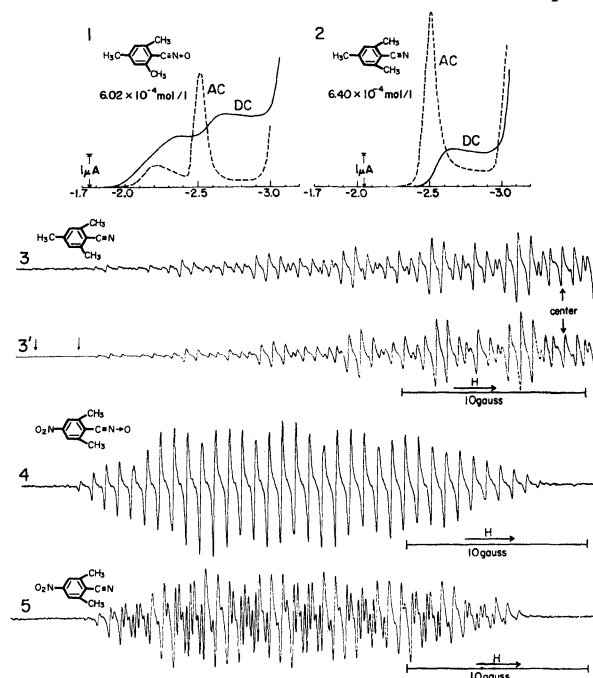 1
CH₃
H₃C
C≡N→O
CH₃
6.02 × 10⁻⁴ mol/l
AC
DC
1μA
-1.7 -2.0 -2.5 -3.0
2
CH₃
H₃C
C≡N
CH₃
6.40 × 10⁻⁴ mol/l
AC
DC
1μA
-1.7 -2.0 -2.5 -3.0
3
CH₃
H₃C
C≡N
CH₃
center
3'
H
10gauss
4
CH₃
O₂N
C≡N→O
CH₃
H
10gauss
5
CH₃
O₂N
C≡N
CH₃
H
10gauss